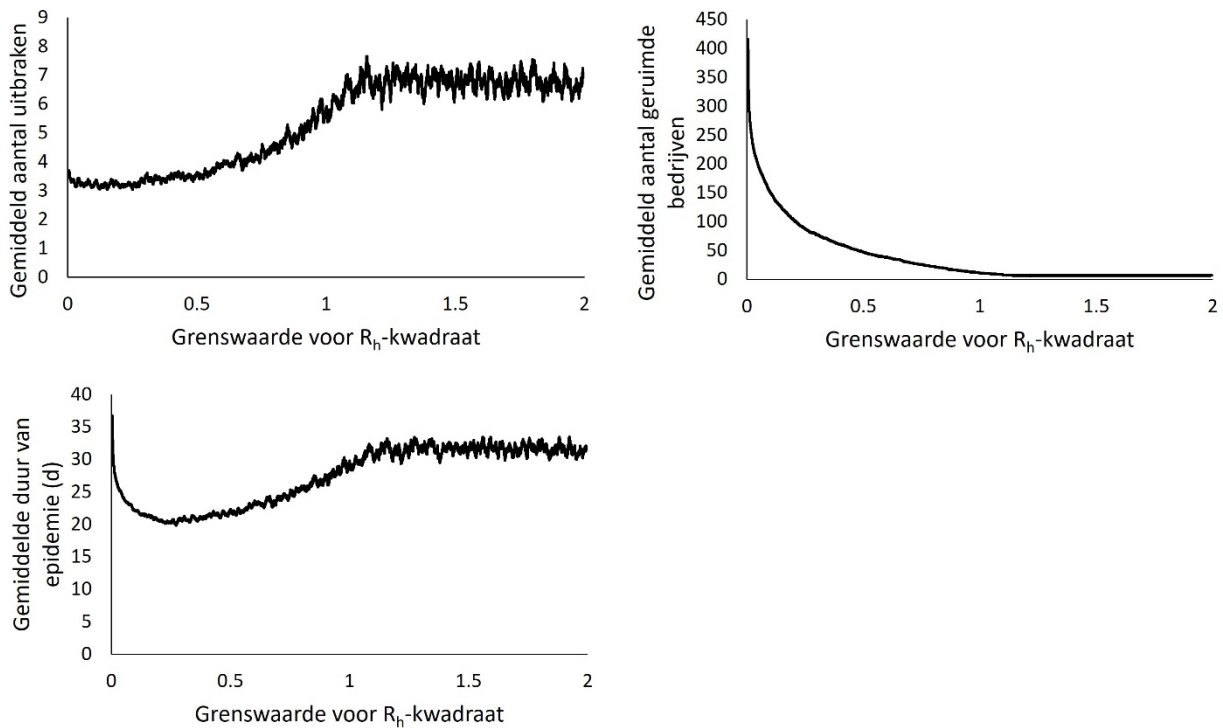 Gemiddeld aantal uitbraken
9
8
7
6
5
4
3
2
1
0
0 0.5 1 1.5 2
Grenswaarde voor Rₕ-kwadraat
Gemiddeld aantal geruimde
bedrijven
450
400
350
300
250
200
150
100
50
0
0 0.5 1 1.5 2
Grenswaarde voor Rₕ-kwadraat
Gemiddelde duur van
epidemie (d)
40
35
30
25
20
15
10
5
0
0 0.5 1 1.5 2
Grenswaarde voor Rₕ-kwadraat